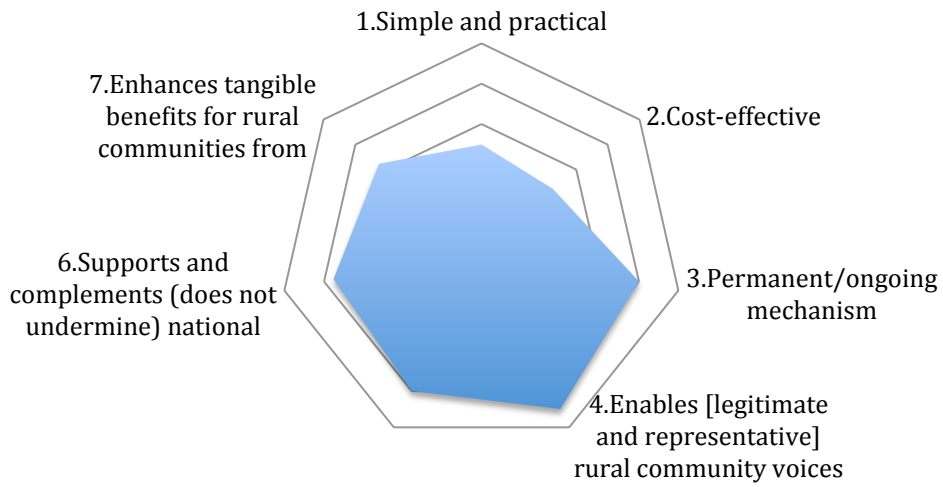 1.Simple and practical
2.Cost-effective
3.Permanent/ongoing
mechanism
4.Enables [legitimate
and representative]
rural community voices
6.Supports and
complements (does not
undermine) national
7.Enhances tangible
benefits for rural
communities from